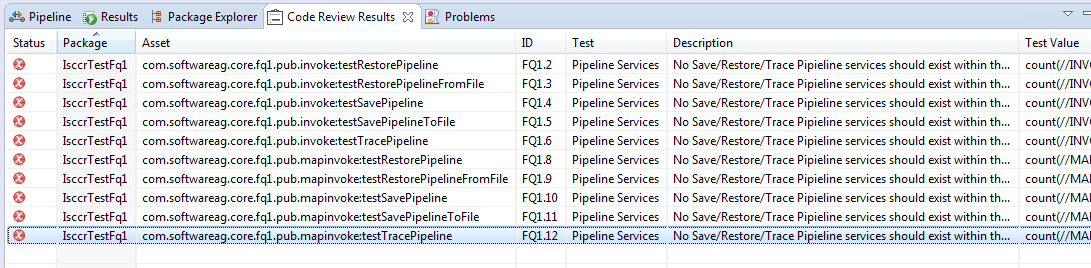 Pipeline Results Package Explorer Code Review Results Problems
Status Package Asset ID Test Description Test Value
IsccrTestFq1 com.softwareag.core.fq1.pub.invoke:testRestorePipeline FQ1.2 Pipeline Services No Save/Restore/Trace Pipieline services should exist within th... count(//INVO
IsccrTestFq1 com.softwareag.core.fq1.pub.invoke:testRestorePipelineFromFile FQ1.3 Pipeline Services No Save/Restore/Trace Pipieline services should exist within th... count(//INVO
IsccrTestFq1 com.softwareag.core.fq1.pub.invoke:testSavePipeline FQ1.4 Pipeline Services No Save/Restore/Trace Pipieline services should exist within th... count(//INVO
IsccrTestFq1 com.softwareag.core.fq1.pub.invoke:testSavePipelineToFile FQ1.5 Pipeline Services No Save/Restore/Trace Pipieline services should exist within th... count(//INVO
IsccrTestFq1 com.softwareag.core.fq1.pub.invoke:testTracePipeline FQ1.6 Pipeline Services No Save/Restore/Trace Pipieline services should exist within th... count(//INVO
IsccrTestFq1 com.softwareag.core.fq1.pub.mapinvoke:testRestorePipeline FQ1.8 Pipeline Services No Save/Restore/Trace Pipieline services should exist within th... count(//MAI
IsccrTestFq1 com.softwareag.core.fq1.pub.mapinvoke:testRestorePipelineFromFile FQ1.9 Pipeline Services No Save/Restore/Trace Pipieline services should exist within th... count(//MAI
IsccrTestFq1 com.softwareag.core.fq1.pub.mapinvoke:testSavePipeline FQ1.10 Pipeline Services No Save/Restore/Trace Pipieline services should exist within th... count(//MAI
IsccrTestFq1 com.softwareag.core.fq1.pub.mapinvoke:testSavePipelineToFile FQ1.11 Pipeline Services No Save/Restore/Trace Pipieline services should exist within th... count(//MAI
IsccrTestFq1 com.softwareag.core.fq1.pub.mapinvoke:testTracePipeline FQ1.12 Pipeline Services No Save/Restore/Trace Pipieline services should exist within th... count(//MAI